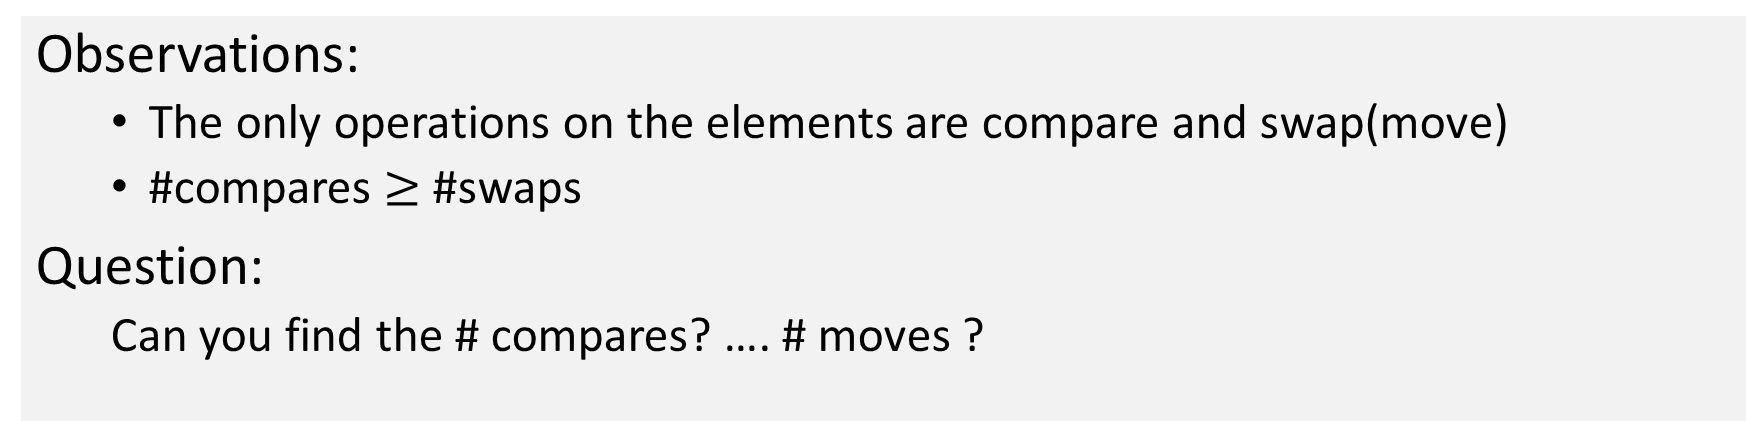 Observations:
• The only operations on the elements are compare and swap(move)
• #compares ≥ #swaps
Question:
Can you find the # compares? .... # moves ?